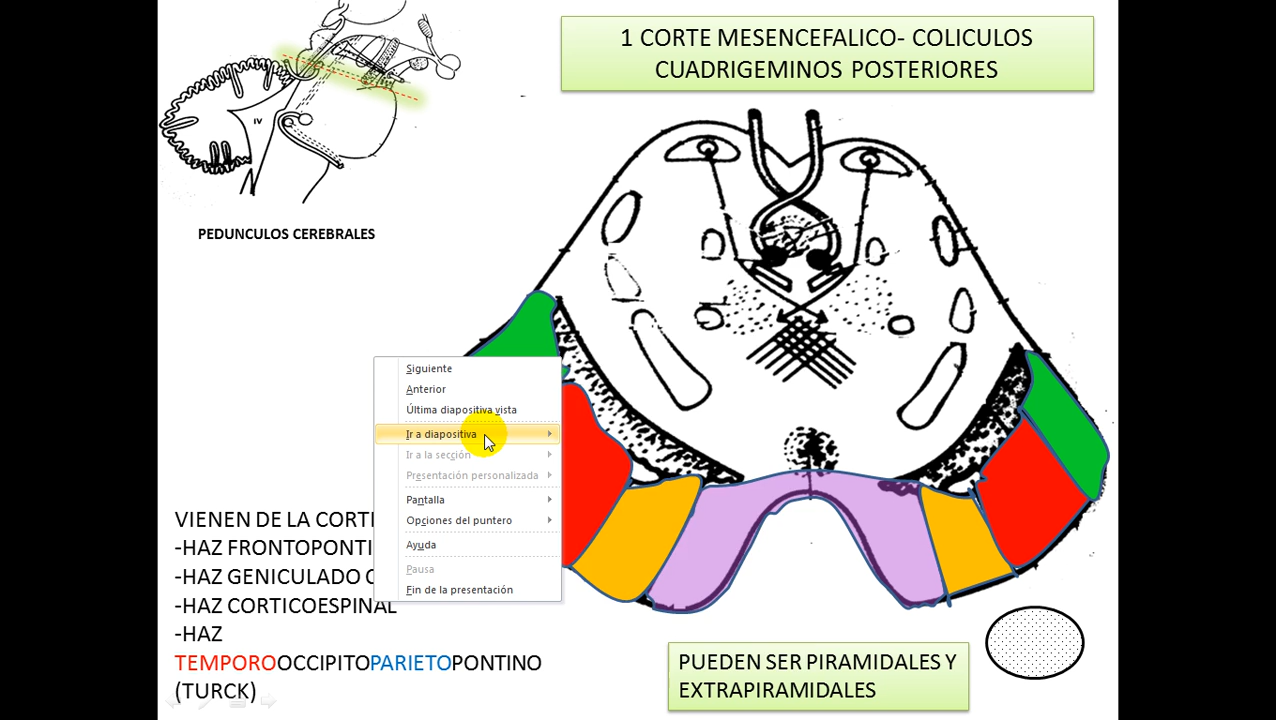 1 CORTE MESENCEFALICO- COLICULOS
CUADRIGEMINOS POSTERIORES
IV
PEDUNCULOS CEREBRALES
Siguiente
Anterior
Última diapositiva vista
Ir a diapositiva
Ir a la sección
Presentación personalizada
Pantalla
Opciones del puntero
Ayuda
Pausa
Fin de la presentación
VIENEN DE LA CORT
-HAZ FRONTOPONTI
-HAZ GENICULADO
-HAZ CORTICOESPINAL
-HAZ
TEMPOROOCCIPITOPARIETOPONTINO
(TURCK)
PUEDEN SER PIRAMIDALES Y
EXTRAPIRAMIDALES